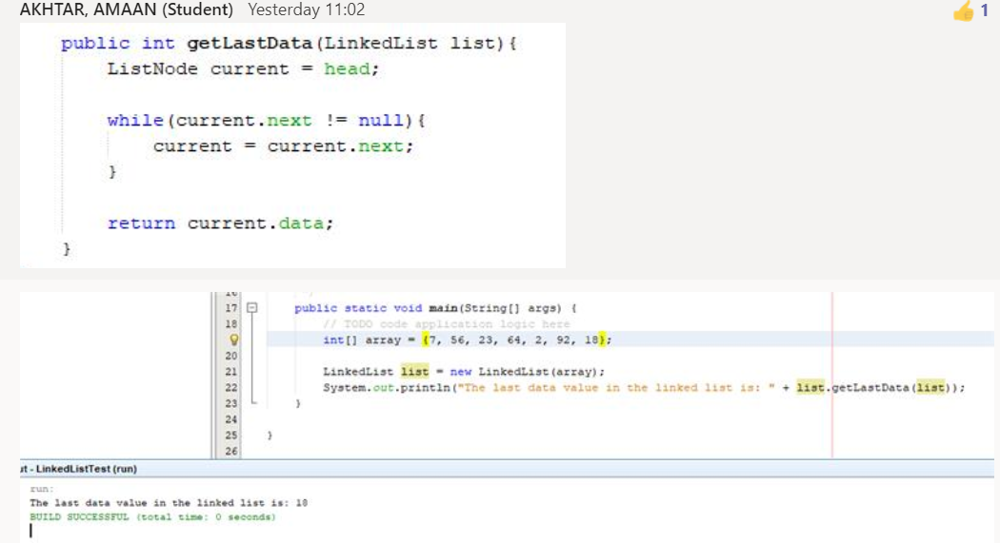 AKHTAR, AMAAN (Student) Yesterday 11:02
👍 1
public int getLastData(LinkedList list){
ListNode current = head;
while(current.next != null){
current = current.next;
}
return current.data;
}
17 public static void main(String[] args) {
18 // TODO code application logic here
int[] array = {7, 56, 23, 64, 2, 92, 18};
20
21 LinkedList list = new LinkedList(array);
22 System.out.println("The last data value in the linked list is: " + list.getLastData(list));
23 }
24
25 }
26
ut - LinkedListTest (run)
run:
The last data value in the linked list is: 18
BUILD SUCCESSFUL (total time: 0 seconds)